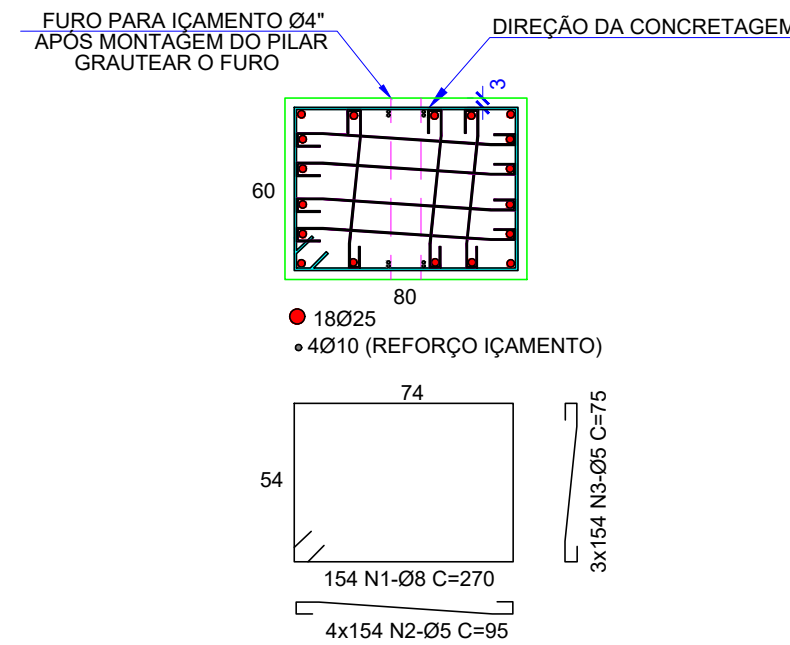 FURO PARA IÇAMENTO Ø4"
APÓS MONTAGEM DO PILAR
GRAUTEAR O FURO
DIREÇÃO DA CONCRETAGEM
3
60
80
18Ø25
4Ø10 (REFORÇO IÇAMENTO)
74
54
154 N1-Ø8 C=270
3x154 N3-Ø5 C=75
4x154 N2-Ø5 C=95